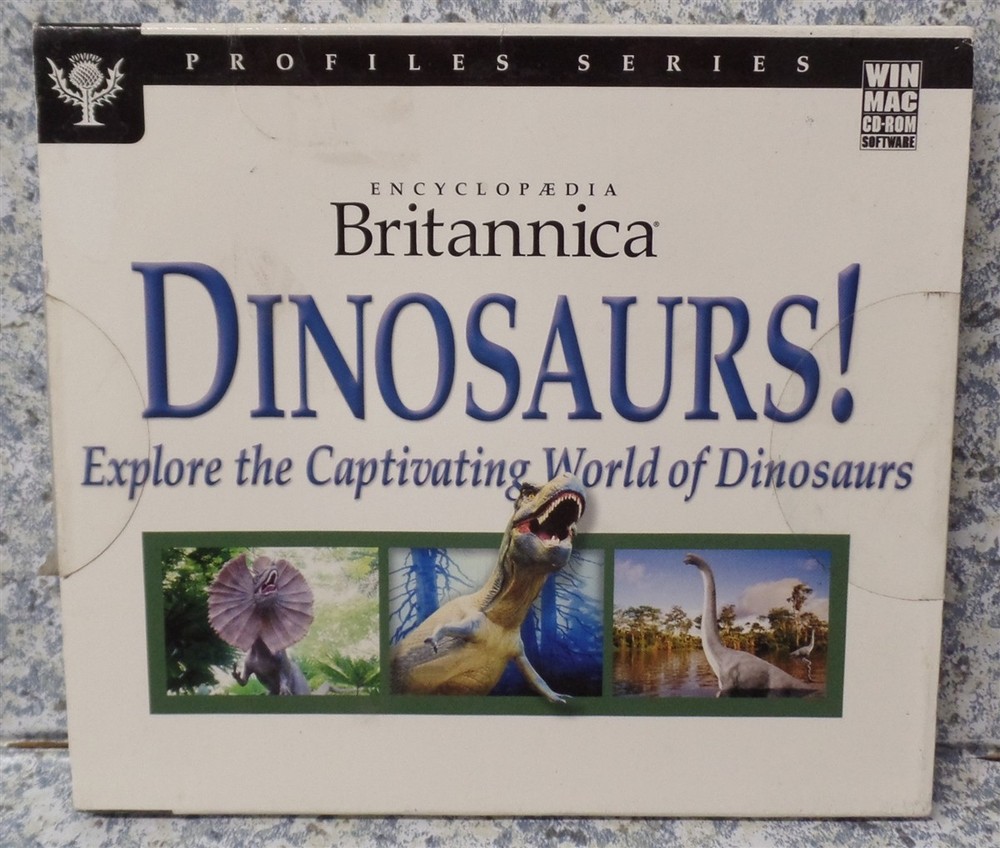 PROFILES SERIES
WIN
MAC
CD-ROM
SOFTWARE
ENCYCLOPÆDIA
Britannica®
DINOSAURS!
Explore the Captivating World of Dinosaurs